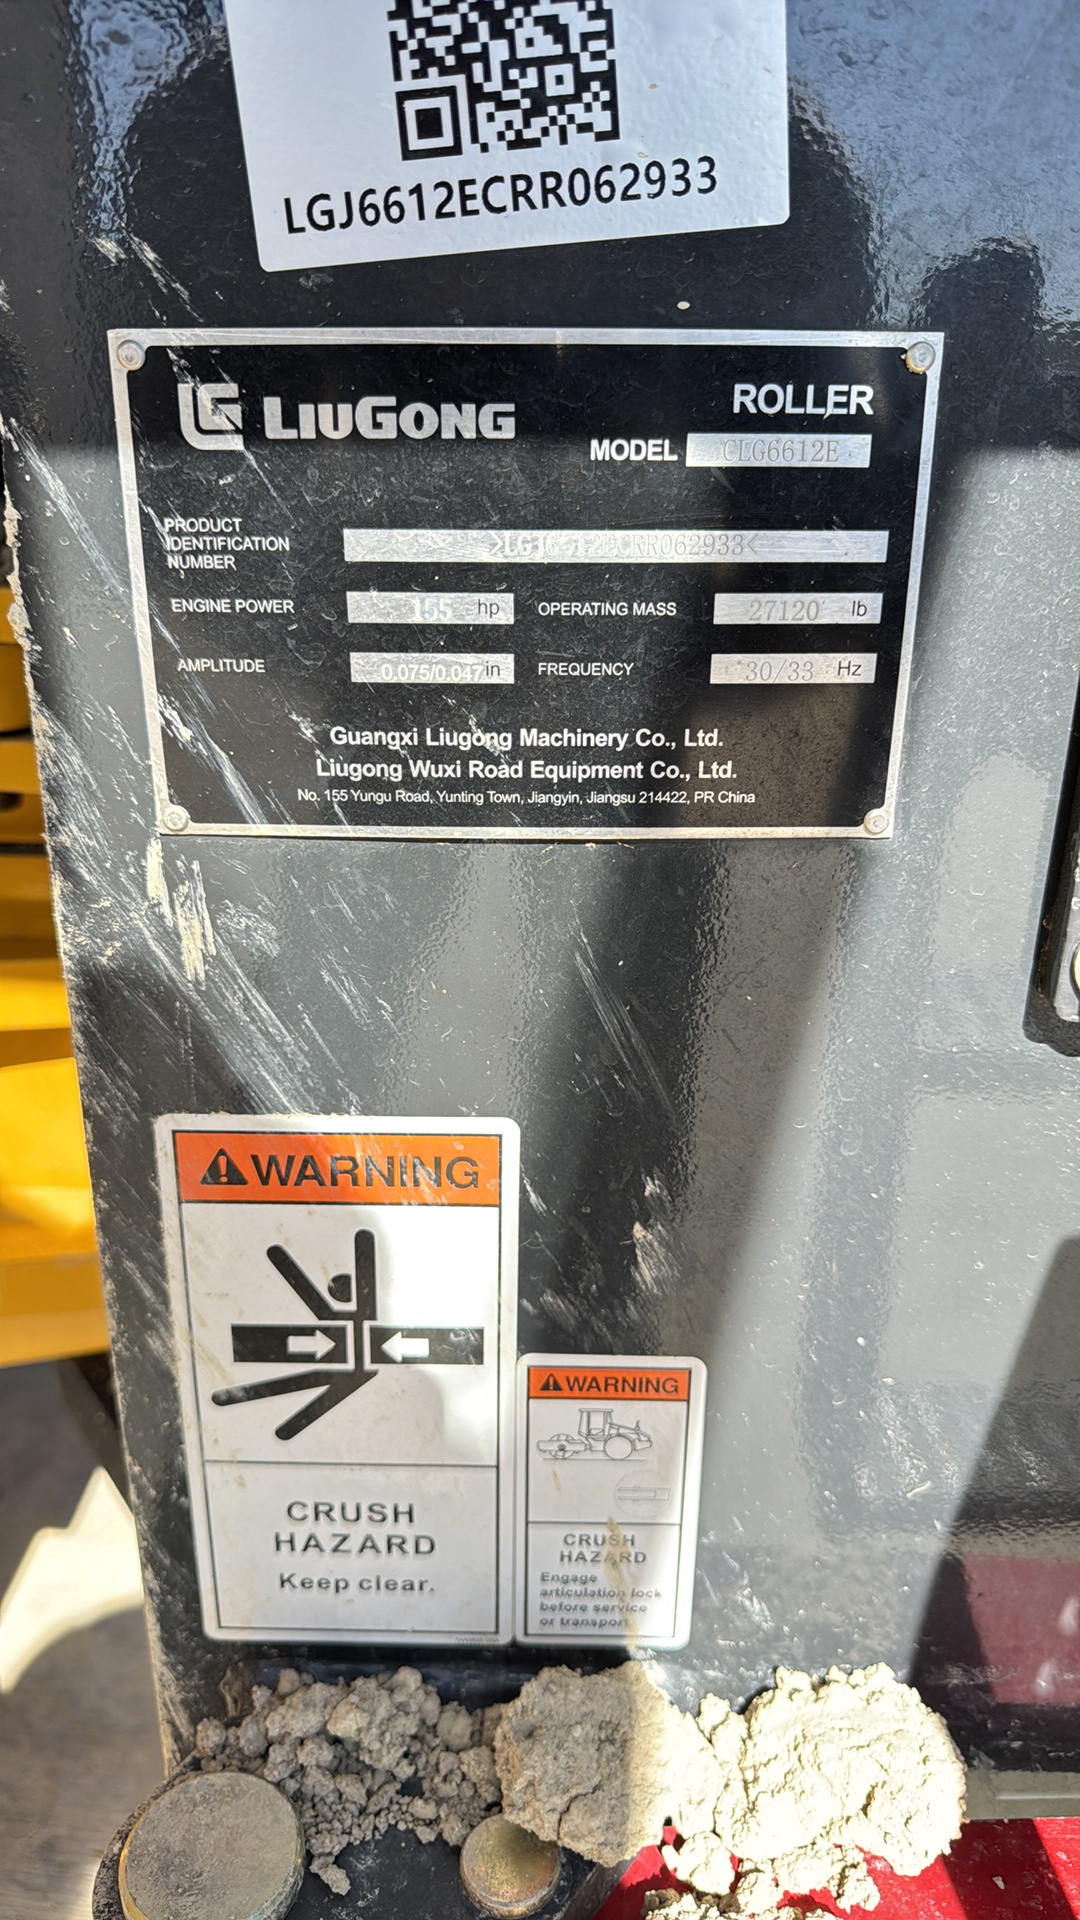 LGJ6612ECRR062933
LIUGONG
ROLLER
MODEL CLG6612E
PRODUCT
IDENTIFICATION
NUMBER
>LGJ6612ECRR062933<
ENGINE POWER 155 hp OPERATING MASS 27120 lb
AMPLITUDE 0.075/0.047 in FREQUENCY 30/33 Hz
Guangxi Liugong Machinery Co., Ltd.
Liugong Wuxi Road Equipment Co., Ltd.
No. 155 Yungu Road, Yunting Town, Jiangyin, Jiangsu 214422, PR China
WARNING
CRUSH
HAZARD
Keep clear.
WARNING
CRUSH
HAZARD
Engage
articulation lock
before service
or transport